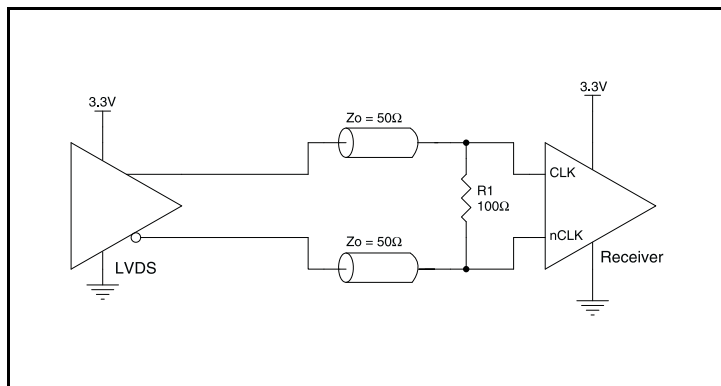 3.3V
3.3V
Zo = 50Ω
CLK
R1
100Ω
nCLK
Zo = 50Ω
LVDS
Receiver